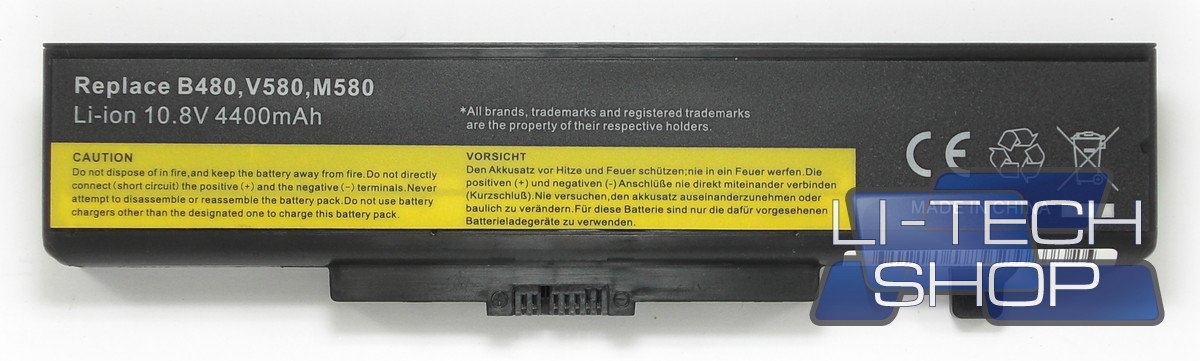 Replace B480,V580,M580
Li-ion 10.8V 4400mAh
*All brands, trademarks and registered trademarks
are the property of their respective holders.
CAUTION
Do not dispose of in fire,and keep the battery away from fire.Do not directly
connect (short circuit) the positive (+) and the negative (-) terminals.Never
attempt to disassemble or reassemble the battery pack.Do not use battery
chargers other than the designated one to charge this battery pack.
VORSICHT
Den Akkusatz vor Hitze und Feuer schützen;nie in ein Feuer werfen.Die
positiven (+) und negativen (-) Anschlüße nie direkt miteinander verbinden
(Kurzschluß).Nie versuchen,den akkusatz auseinanderzunehmen oder
baulich zu verändern.Für diese Batterie sind nur die dafür vorgesehenen
Batterieladegeräte zu verwenden.
CE
MADE IN CHINA
LI-TECH
SHOP